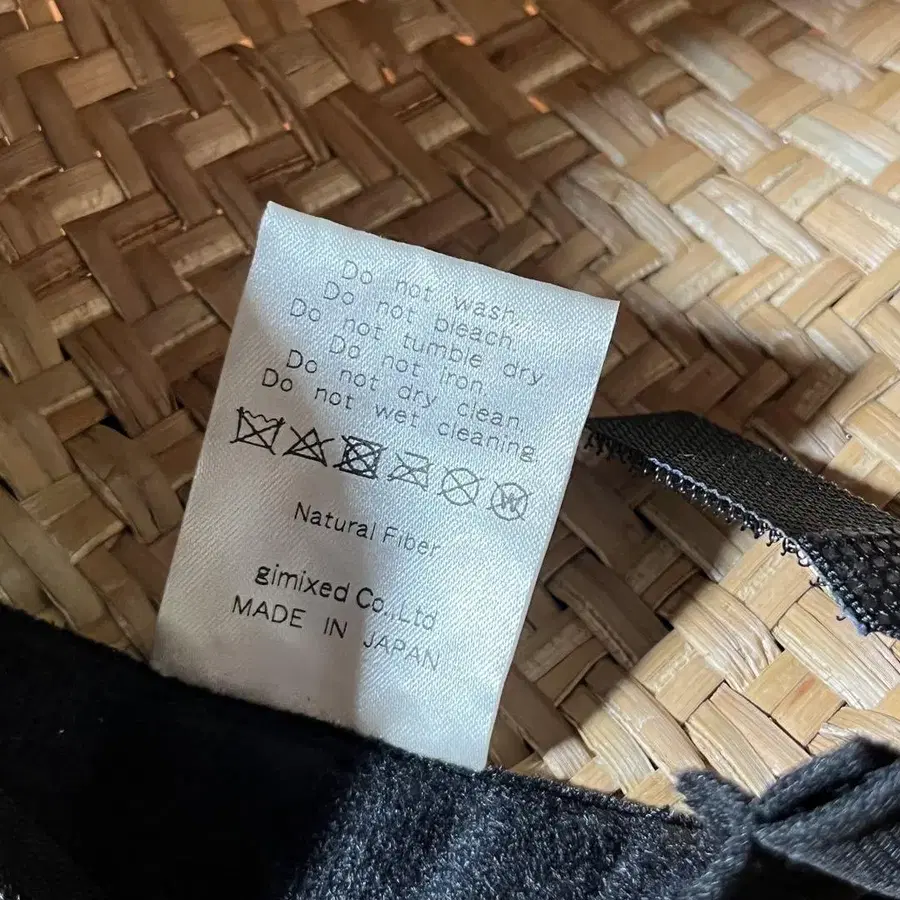 Do not wash.
Do not bleach.
Do not tumble dry.
Do not iron.
Do not dry clean.
Do not wet cleaning.
W
Natural Fiber
gimixed Co.,Ltd
MADE IN JAPAN